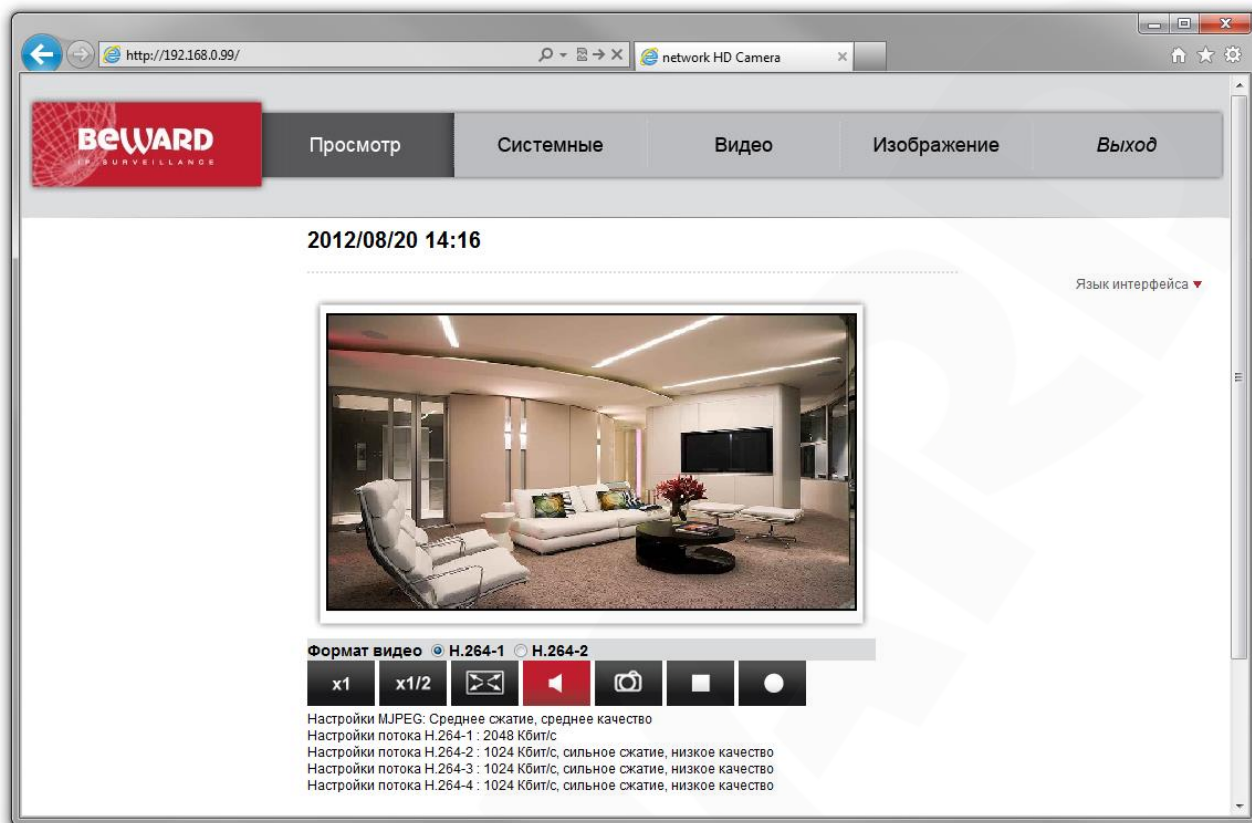 http://192.168.0.99/
network HD Camera
BEWARD
IP SURVEILLANCE
Просмотр
Системные
Видео
Изображение
Выход
2012/08/20 14:16
Язык интерфейса
Формат видео H.264-1 H.264-2
x1 x1/2
Настройки MJPEG: Среднее сжатие, среднее качество
Настройки потока H.264-1 : 2048 Кбит/с
Настройки потока H.264-2 : 1024 Кбит/с, сильное сжатие, низкое качество
Настройки потока H.264-3 : 1024 Кбит/с, сильное сжатие, низкое качество
Настройки потока H.264-4 : 1024 Кбит/с, сильное сжатие, низкое качество